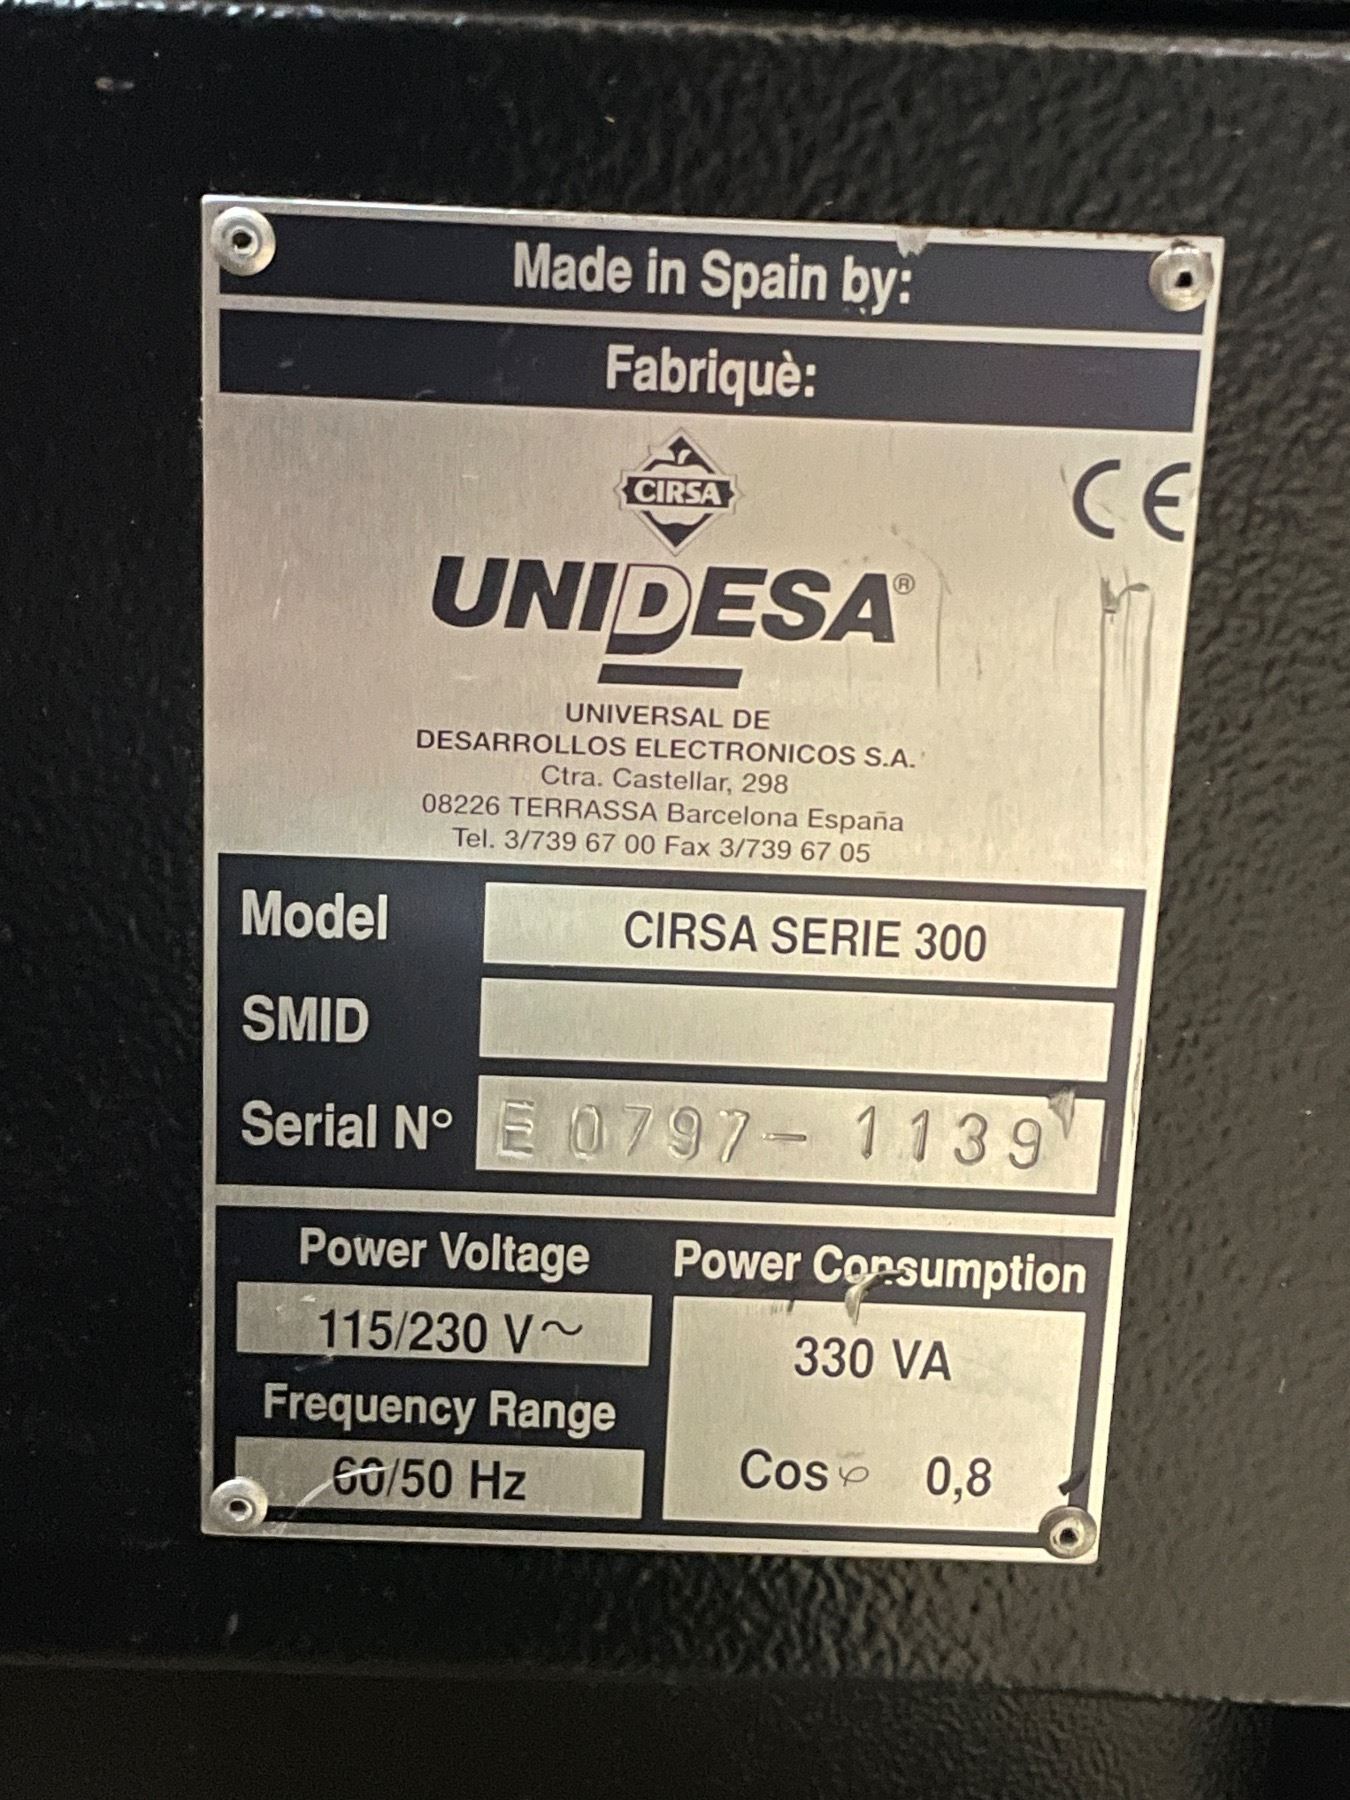 Made in Spain by:
Fabriquè:
CIRSA
CE
UNIDESA®
UNIVERSAL DE
DESARROLLOS ELECTRONICOS S.A.
Ctra. Castellar, 298
08226 TERRASSA Barcelona España
Tel. 3/739 67 00 Fax 3/739 67 05
Model CIRSA SERIE 300
SMID
Serial Nº E 0797-1139
Power Voltage
115/230 V~
Frequency Range
60/50 Hz
Power Consumption
330 VA
Cos φ 0,8